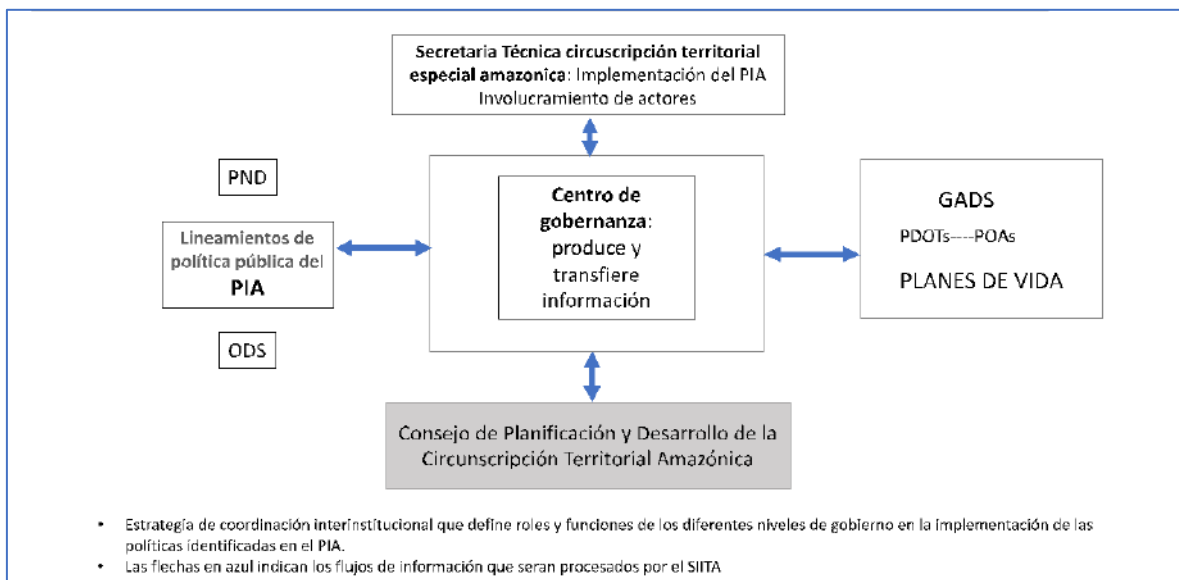 Secretaria Técnica circuscripción territorial
especial amazonica: Implementación del PIA
Involucramiento de actores
PND
Lineamientos de
política pública del
PIA
ODS
Centro de
gobernanza:
produce y
transfiere
información
GADS
PDOTs----POAs
PLANES DE VIDA
Consejo de Planificación y Desarrollo de la
Circunscripción Territorial Amazónica
• Estrategía de coordinación interinstitucional que define roles y funciones de los diferentes niveles de gobierno en la implementación de las
políticas identificadas en el PIA.
• Las flechas en azul indican los flujos de información que seran procesados por el SIITA